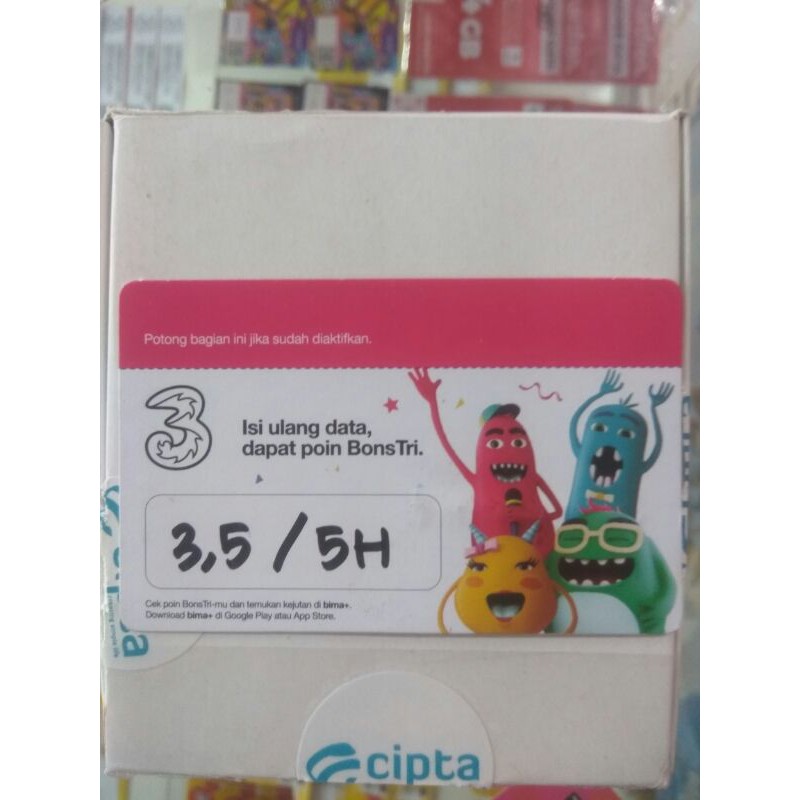 GB
Potong bagian ini jika sudah diaktifkan.
3
Isi ulang data,
dapat poin BonsTri.
3,5 / 5H
Cek poin BonsTri-mu dan temukan kejutan di bima+.
Download bima+ di Google Play atau App Store.
cipta